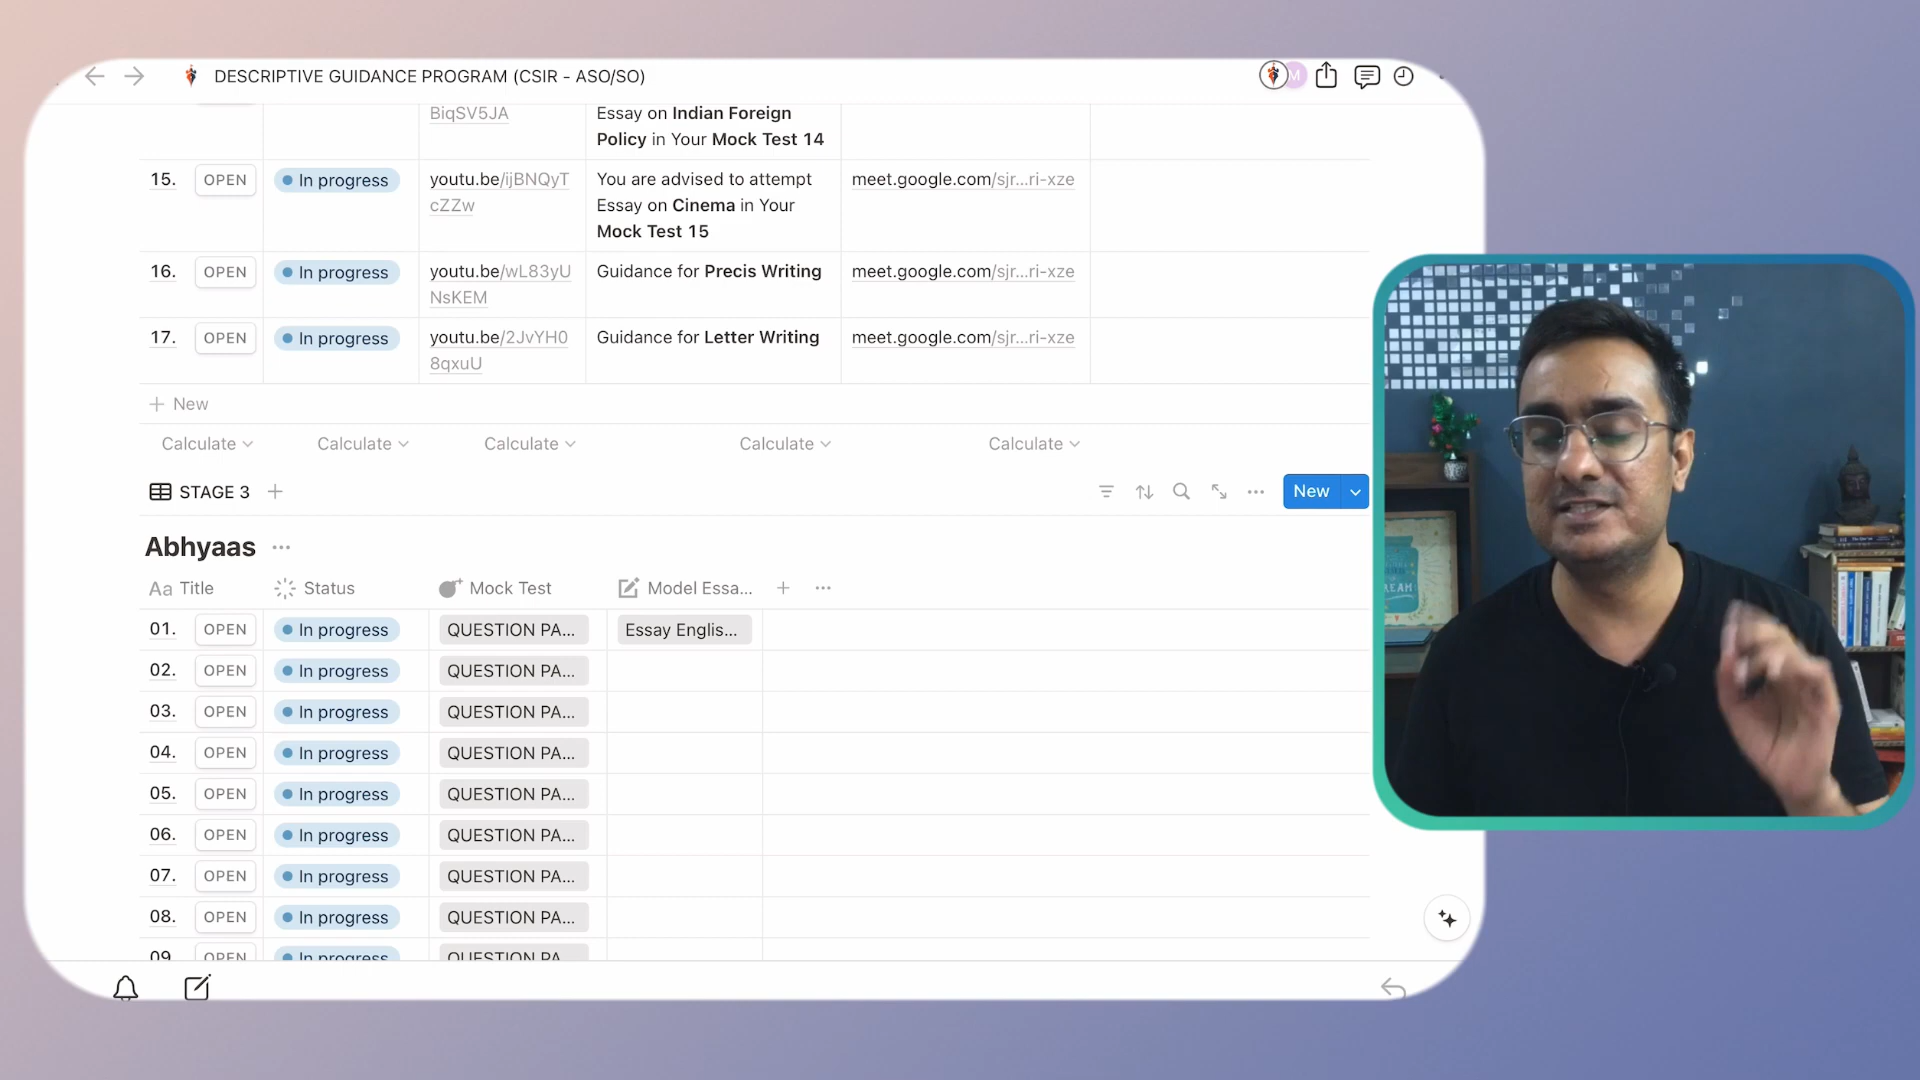 DESCRIPTIVE GUIDANCE PROGRAM (CSIR - ASO/SO)
M
BiqSV5JA
Essay on Indian Foreign
Policy in Your Mock Test 14
15. OPEN In progress youtu.be/ijBNQyT
cZZw
You are advised to attempt
Essay on Cinema in Your
Mock Test 15
meet.google.com/sjr...ri-xze
16. OPEN In progress youtu.be/wL83yU
NsKEM
Guidance for Precis Writing
meet.google.com/sjr...ri-xze
17. OPEN In progress youtu.be/2JvYH0
8qxuU
Guidance for Letter Writing
meet.google.com/sjr...ri-xze
+ New
Calculate Calculate Calculate Calculate Calculate
STAGE 3 +
New
Abhyaas ...
Aa Title Status Mock Test Model Essa... + ...
01. OPEN In progress QUESTION PA... Essay Englis...
02. OPEN In progress QUESTION PA...
03. OPEN In progress QUESTION PA...
04. OPEN In progress QUESTION PA...
05. OPEN In progress QUESTION PA...
06. OPEN In progress QUESTION PA...
07. OPEN In progress QUESTION PA...
08. OPEN In progress QUESTION PA...
09. OPEN In progress QUESTION PA